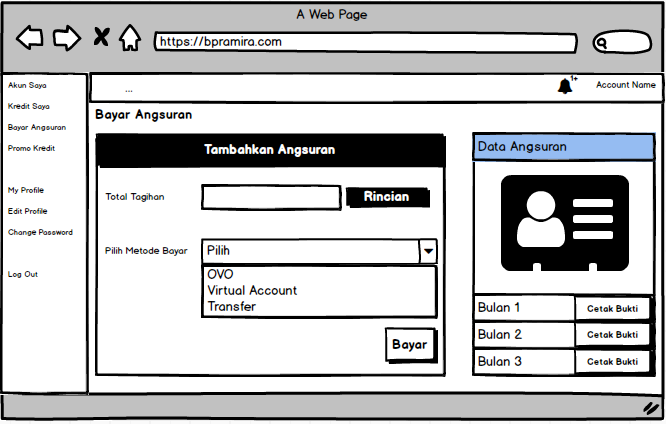 A Web Page
https://bpramira.com
Akun Saya
Kredit Saya
Bayar Angsuran
Promo Kredit
My Profile
Edit Profile
Change Password
Log Out
...
1+
Account Name
Bayar Angsuran
Tambahkan Angsuran
Total Tagihan
Rincian
Pilih Metode Bayar
Pilih
OVO
Virtual Account
Transfer
Bayar
Data Angsuran
Bulan 1 Cetak Bukti
Bulan 2 Cetak Bukti
Bulan 3 Cetak Bukti